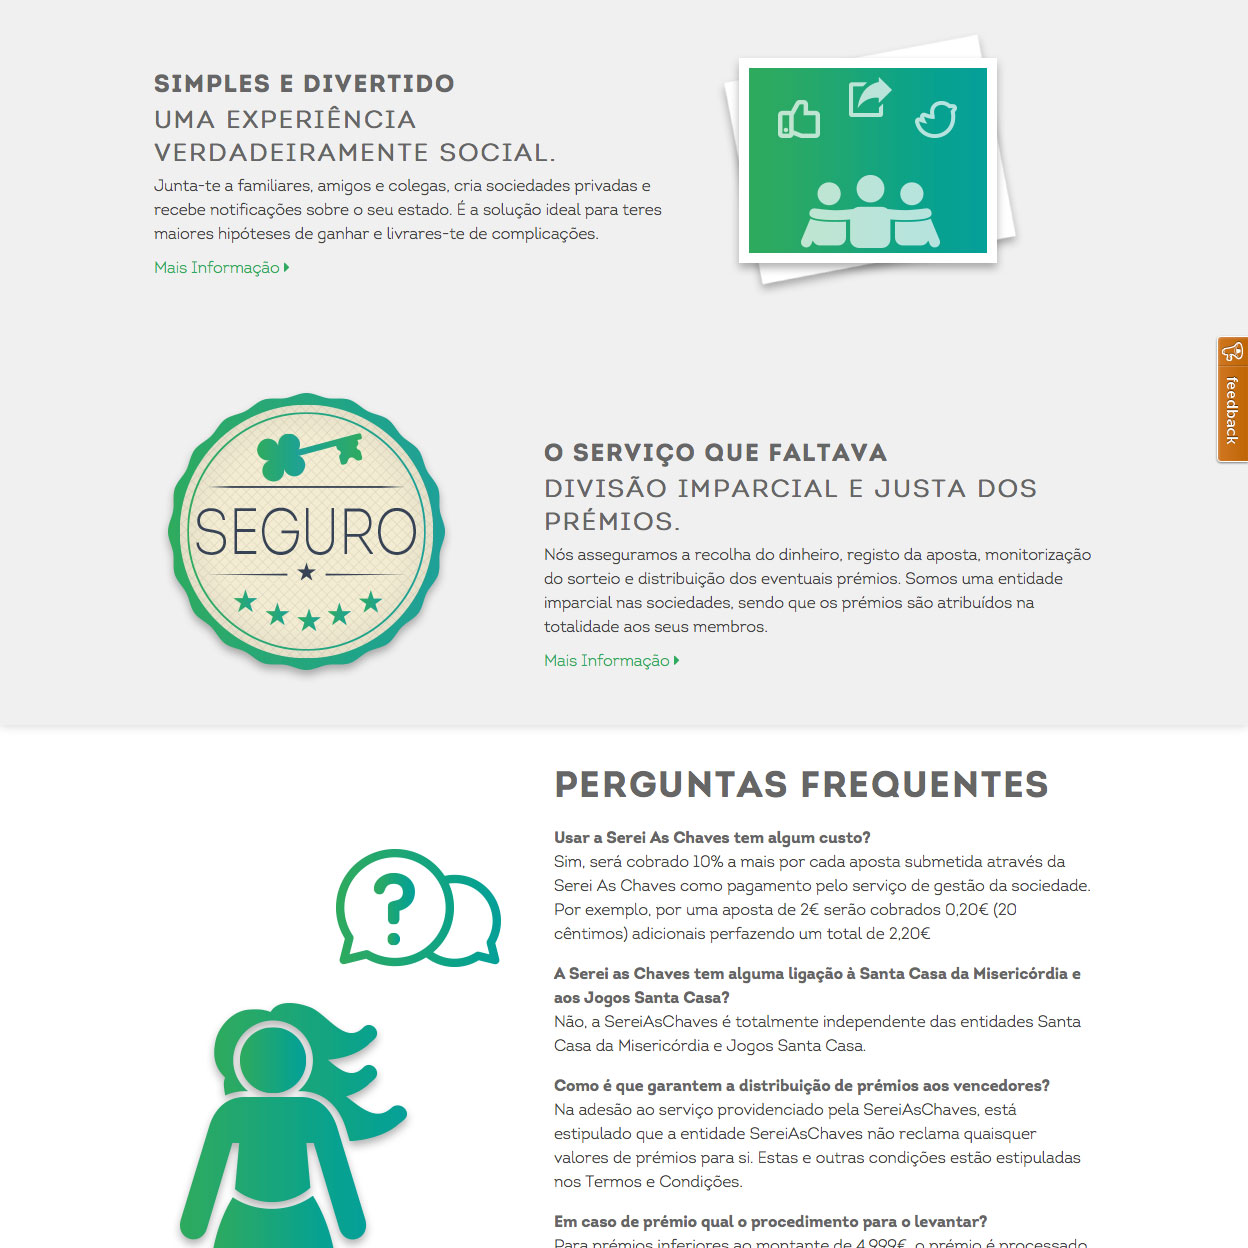 SIMPLES E DIVERTIDO
UMA EXPERIÊNCIA
VERDADEIRAMENTE SOCIAL.
Junta-te a familiares, amigos e colegas, cria sociedades privadas e
recebe notificações sobre o seu estado. É a solução ideal para teres
maiores hipóteses de ganhar e livrares-te de complicações.
Mais Informação
feedback
SEGURO
O SERVIÇO QUE FALTAVA
DIVISÃO IMPARCIAL E JUSTA DOS
PRÉMIOS.
Nós asseguramos a recolha do dinheiro, registo da aposta, monitorização
do sorteio e distribuição dos eventuais prémios. Somos uma entidade
imparcial nas sociedades, sendo que os prémios são atribuídos na
totalidade aos seus membros.
Mais Informação
PERGUNTAS FREQUENTES
Usar a Serei As Chaves tem algum custo?
Sim, será cobrado 10% a mais por cada aposta submetida através da
Serei As Chaves como pagamento pelo serviço de gestão da sociedade.
Por exemplo, por uma aposta de 2€ serão cobrados 0,20€ (20
cêntimos) adicionais perfazendo um total de 2,20€
A Serei as Chaves tem alguma ligação à Santa Casa da Misericórdia e
aos Jogos Santa Casa?
Não, a SereiAsChaves é totalmente independente das entidades Santa
Casa da Misericórdia e Jogos Santa Casa.
Como é que garantem a distribuição de prémios aos vencedores?
Na adesão ao serviço providenciado pela SereiAsChaves, está
estipulado que a entidade SereiAsChaves não reclama quaisquer
valores de prémios para si. Estas e outras condições estão estipuladas
nos Termos e Condições.
Em caso de prémio qual o procedimento para o levantar?
Para prémios inferiores ao montante de 4.999€, o prémio é processado